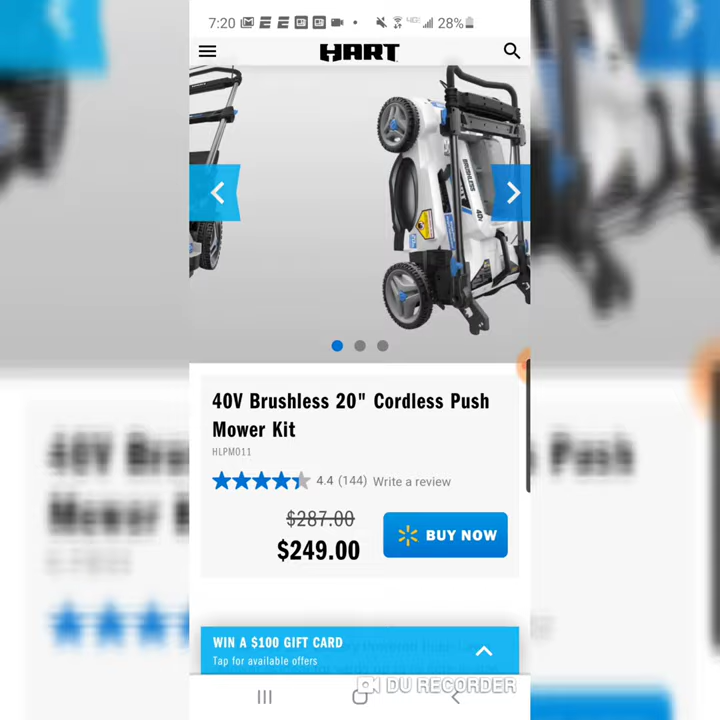 7:20 28%
HART
40V Brushless 20" Cordless Push
Mower Kit
HLPM011
4.4 (144) Write a review
$287.00
$249.00
BUY NOW
WIN A $100 GIFT CARD
Tap for available offers
DU RECORDER